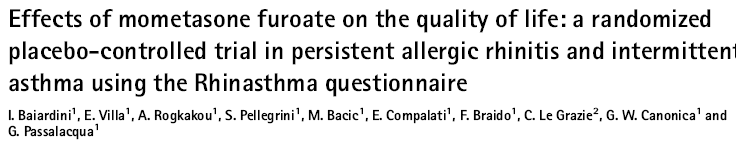 Effects of mometasone furoate on the quality of life: a randomized
placebo-controlled trial in persistent allergic rhinitis and intermittent
asthma using the Rhinasthma questionnaire
I. Baiardini¹, E. Villa¹, A. Rogkakou¹, S. Pellegrini¹, M. Bacic¹, E. Compalati¹, F. Braido¹, C. Le Grazie², G. W. Canonica¹ and
G. Passalacqua¹